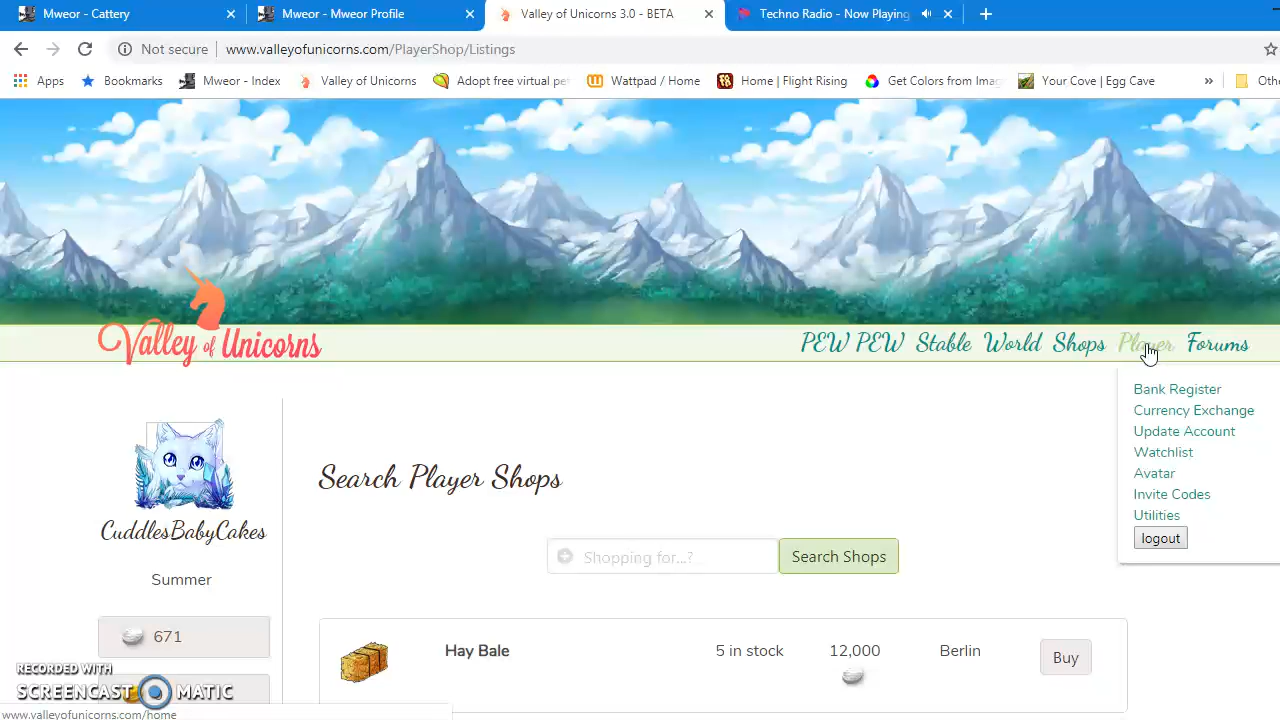 Mweor - Cattery
Mweor - Mweor Profile
Valley of Unicorns 3.0 - BETA
Techno Radio - Now Playing
Not secure
www.valleyofunicorns.com/PlayerShop/Listings
Apps
Bookmarks
Mweor - Index
Valley of Unicorns
Adopt free virtual pe
Wattpad / Home
Home | Flight Rising
Get Colors from Imag
Your Cove | Egg Cave
»
Othe
Valley of Unicorns
PEW PEW Stable World Shops Player Forums
Bank Register
Currency Exchange
Update Account
Watchlist
Avatar
Invite Codes
Utilities
logout
Search Player Shops
Shopping for...?
Search Shops
CuddlesBabyCakes
Summer
671
Hay Bale
5 in stock
12,000
Berlin
Buy
RECORDED WITH
SCREENCAST MATIC
www.valleyofunicorns.com/home